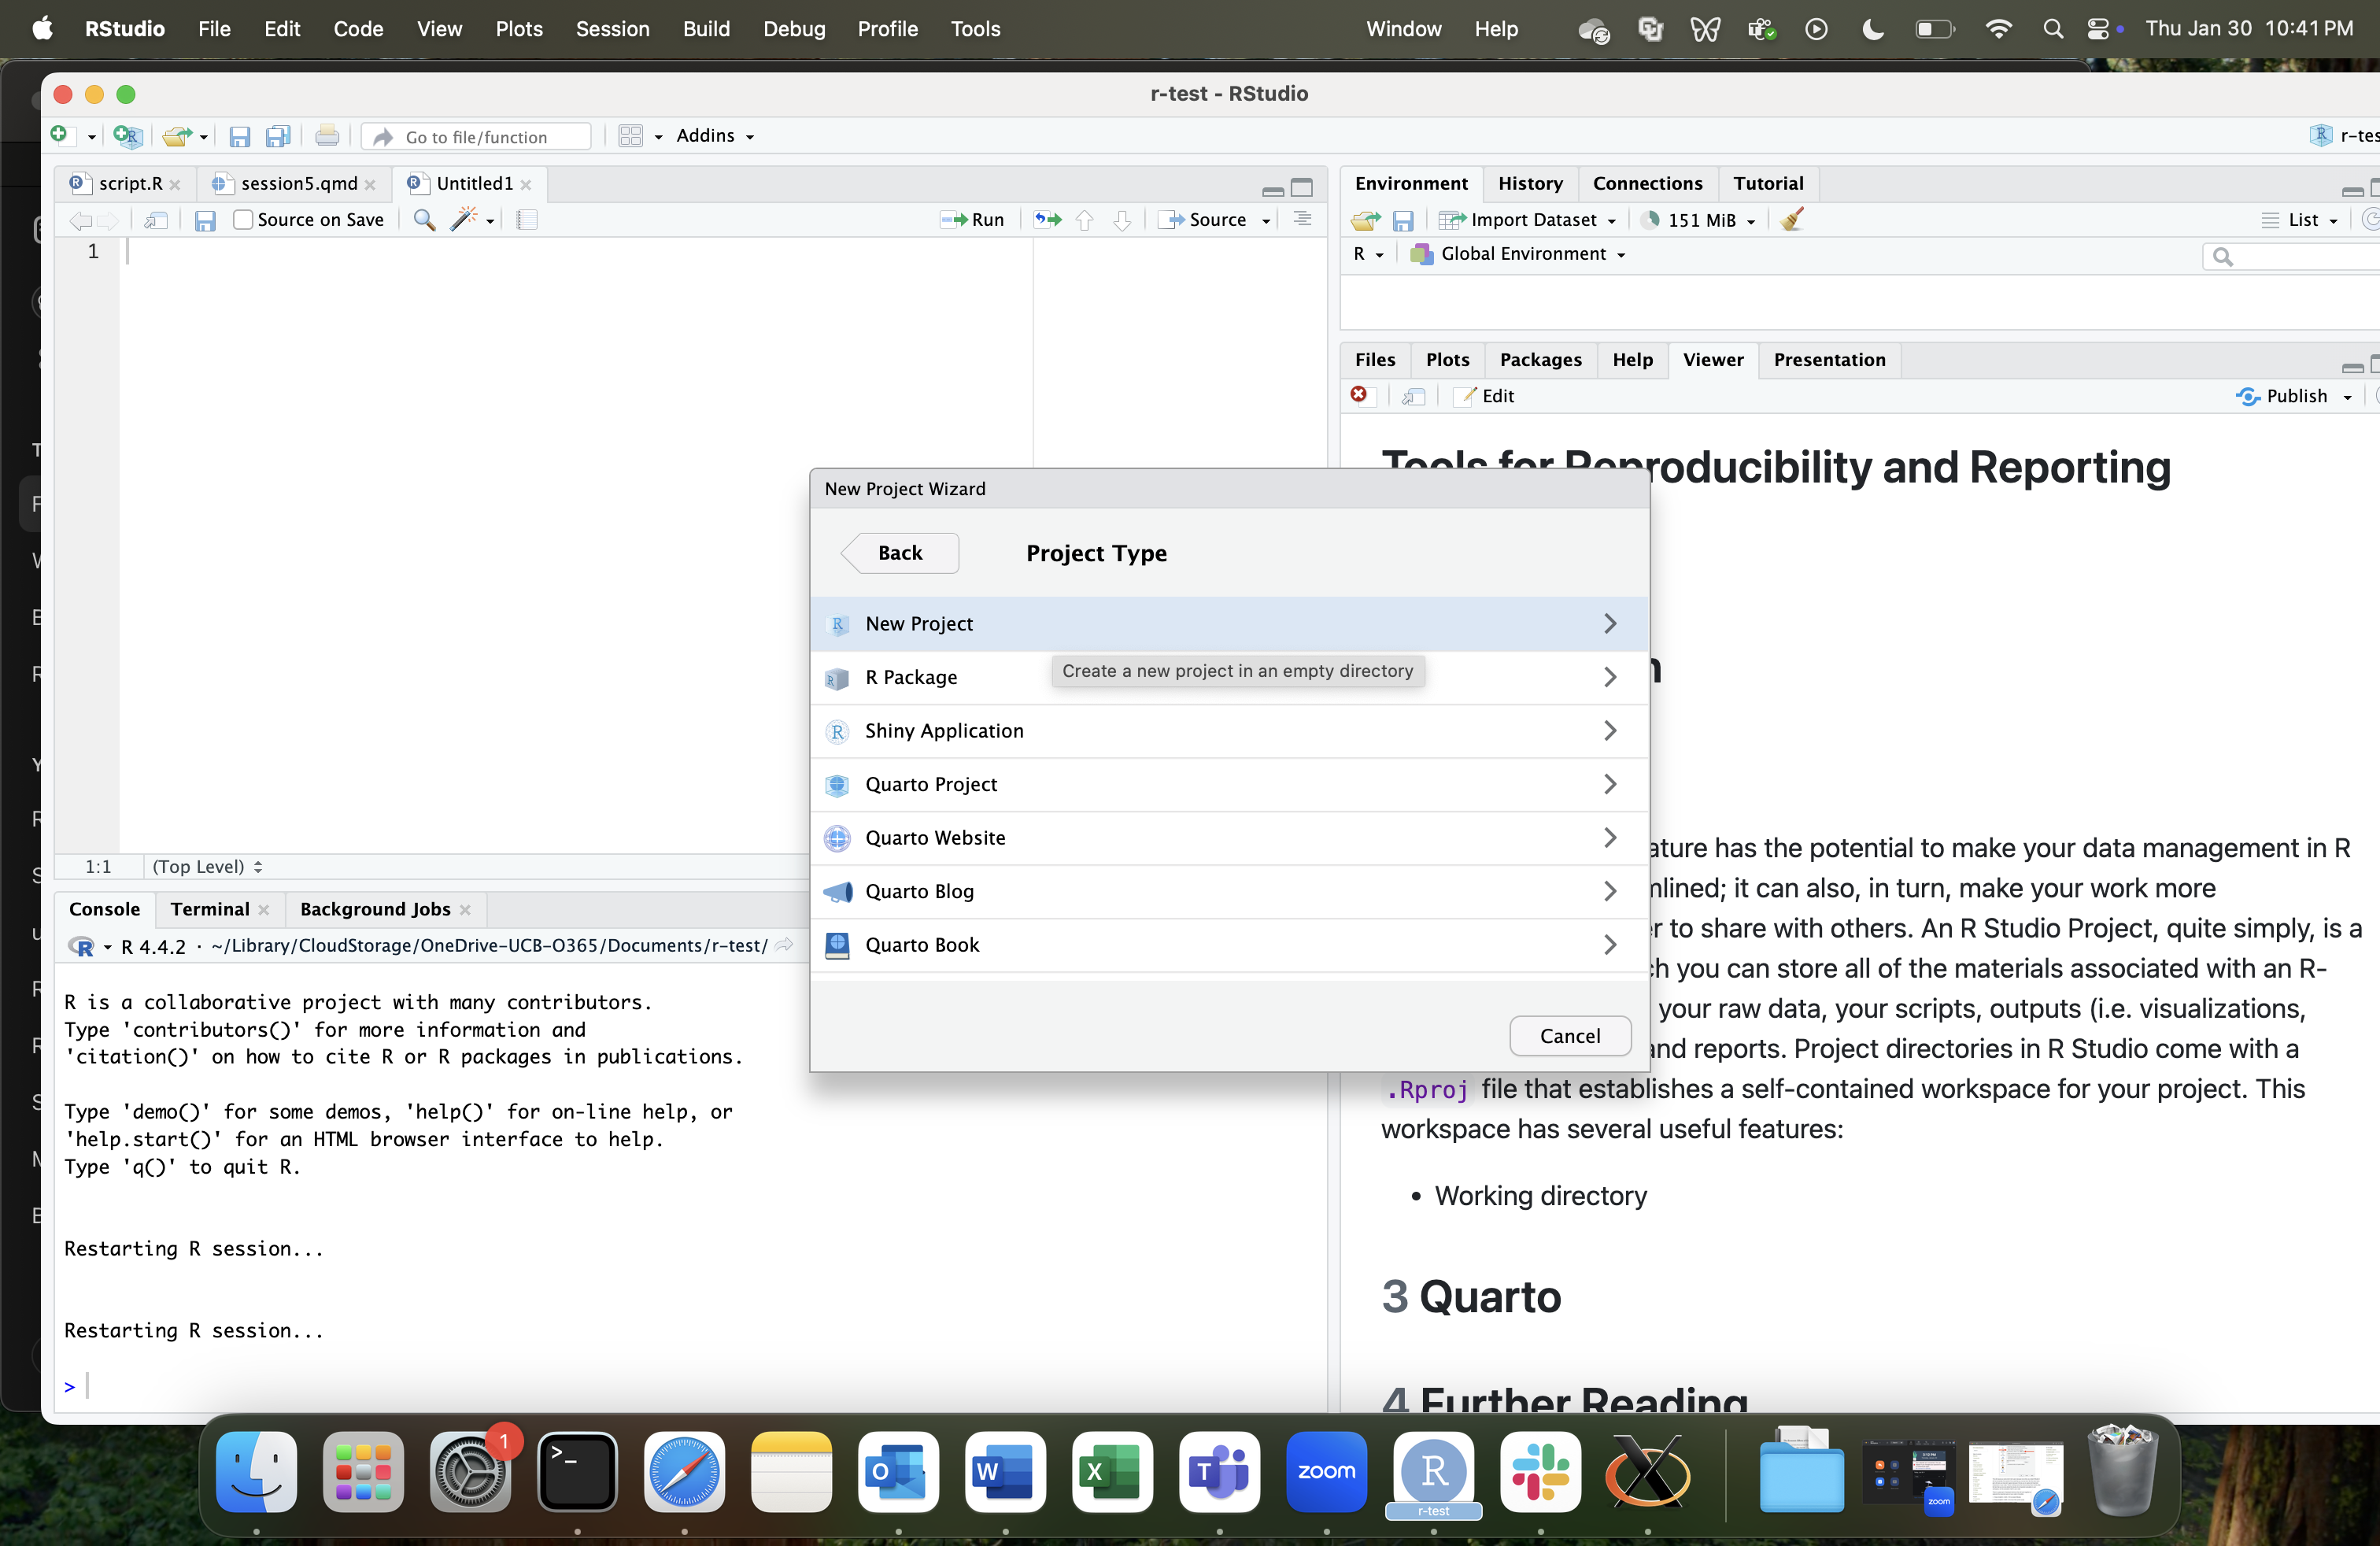 RStudio File Edit Code View Plots Session Build Debug Profile Tools Window Help Thu Jan 30 10:41 PM
r-test - RStudio
Go to file/function Addins
script.R session5.qmd Untitled1
Source on Save Run Source
1
1:1 (Top Level)
Console Terminal Background Jobs
R 4.4.2 · ~/Library/CloudStorage/OneDrive-UCB-O365/Documents/r-test/
R is a collaborative project with many contributors.
Type 'contributors()' for more information and
'citation()' on how to cite R or R packages in publications.
Type 'demo()' for some demos, 'help()' for on-line help, or
'help.start()' for an HTML browser interface to help.
Type 'q()' to quit R.
Restarting R session...
Restarting R session...
>
Environment History Connections Tutorial
Import Dataset 151 MiB List
R Global Environment
Files Plots Packages Help Viewer Presentation
Edit Publish
Tools for Reproducibility and Reporting
ature has the potential to make your data management in R
lined; it can also, in turn, make your work more
r to share with others. An R Studio Project, quite simply, is a
h you can store all of the materials associated with an R-
your raw data, your scripts, outputs (i.e. visualizations,
nd reports. Project directories in R Studio come with a
.Rproj file that establishes a self-contained workspace for your project. This
workspace has several useful features:
• Working directory
3 Quarto
4 Further Reading
New Project Wizard
Back Project Type
New Project
Create a new project in an empty directory
R Package
Shiny Application
Quarto Project
Quarto Website
Quarto Blog
Quarto Book
Cancel
1
zoom
r-test
zoom